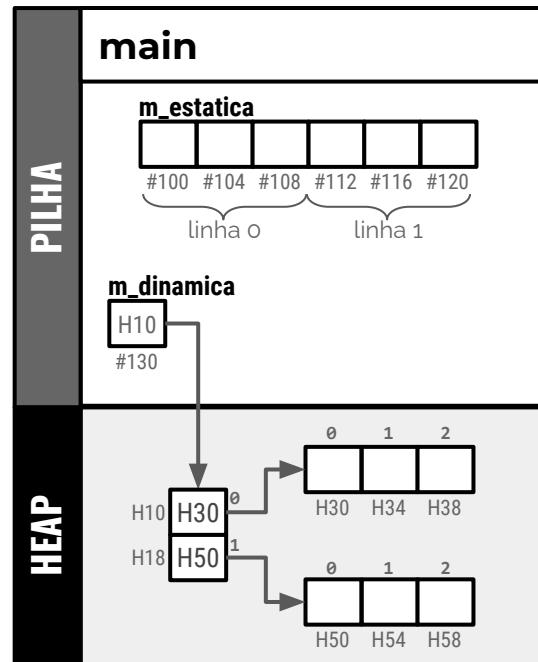 main
PILHA
m_estatica
#100 #104 #108 #112 #116 #120
linha 0 linha 1
m_dinamica
H10
#130
HEAP
0 1 2
H30 H34 H38
H10 H30 0
H18 H50 1
0 1 2
H50 H54 H58